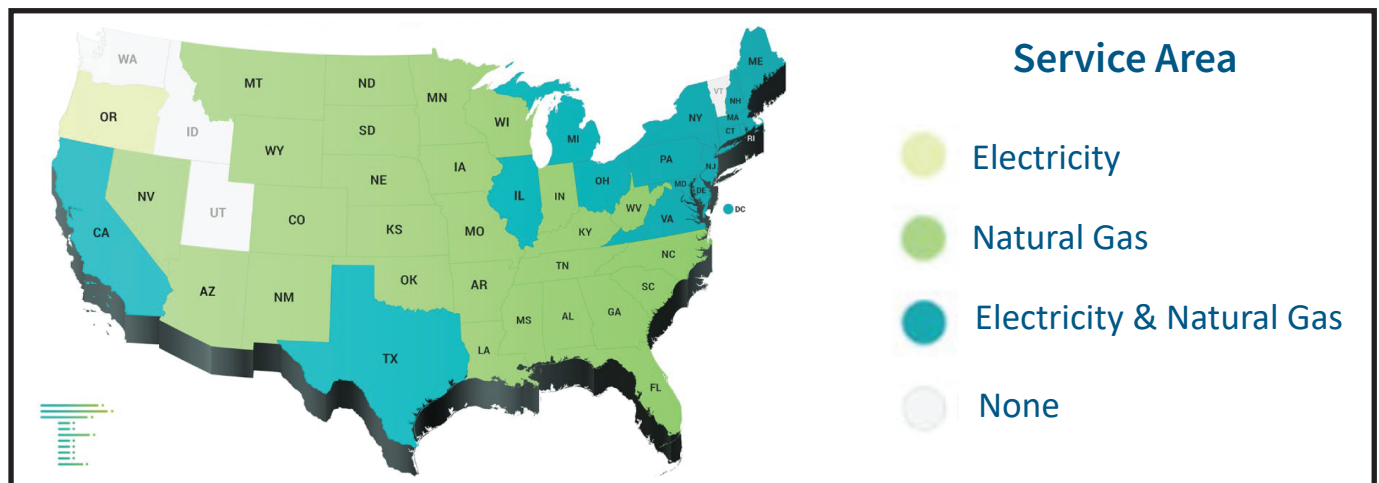 Service Area
Electricity
Natural Gas
Electricity & Natural Gas
None
WA
OR
ID
MT
ND
MN
SD
WY
WI
MI
NY
VT
ME
NH
MA
CT
RI
NV
UT
CO
NE
IA
IL
IN
OH
PA
NJ
MD
DE
DC
WV
VA
CA
KS
MO
KY
AZ
NM
OK
AR
TN
NC
SC
MS
AL
GA
TX
LA
FL